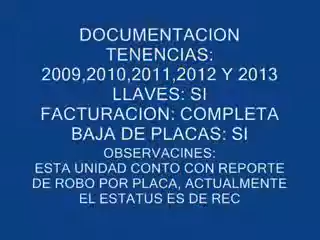 DOCUMENTACION
TENENCIAS:
2009,2010,2011,2012 Y 2013
LLAVES: SI
FACTURACION: COMPLETA
BAJA DE PLACAS: SI
OBSERVACINES:
ESTA UNIDAD CONTO CON REPORTE
DE ROBO POR PLACA, ACTUALMENTE
EL ESTATUS ES DE REC